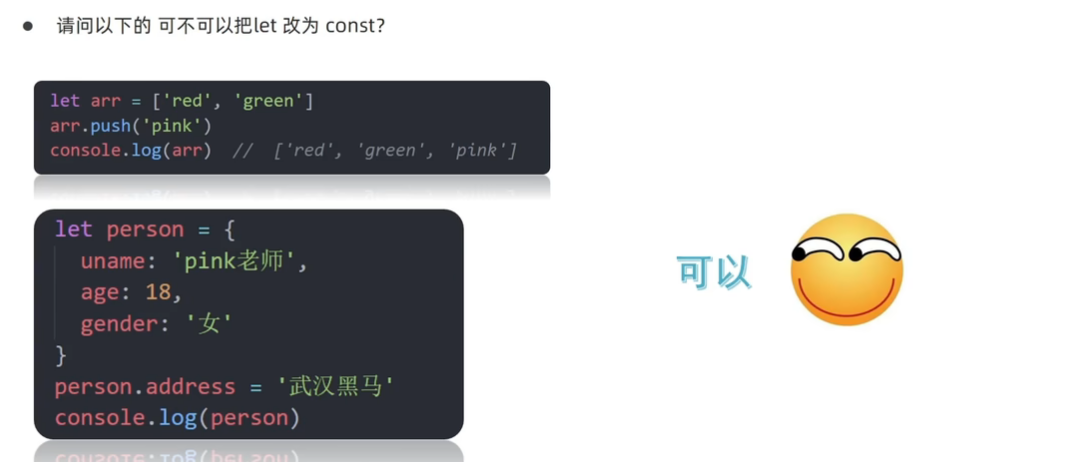 请问以下的 可不可以把let 改为 const?
let arr = ['red', 'green']
arr.push('pink')
console.log(arr)  //  ['red', 'green', 'pink']
let person = {
  uname: 'pink老师',
  age: 18,
  gender: '女'
}
person.address = '武汉黑马'
console.log(person)
可以